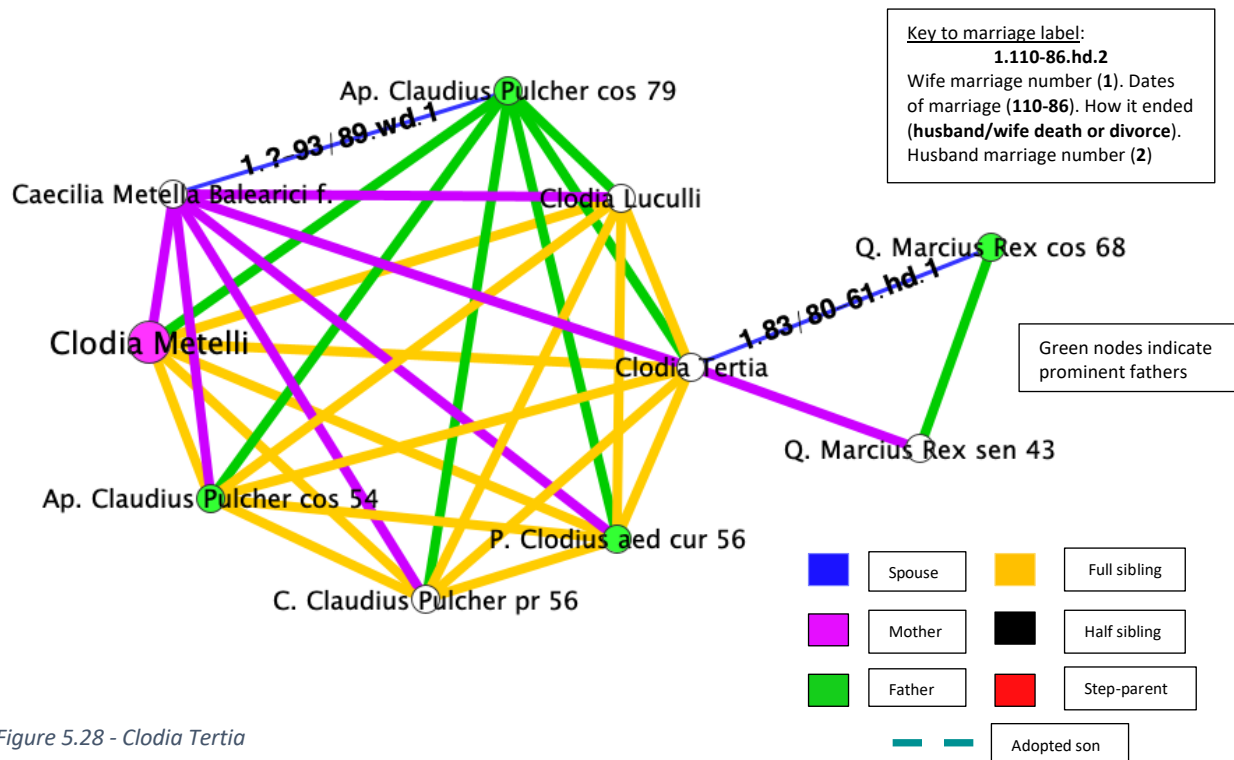 Key to marriage label:
1.110-86.hd.2
Wife marriage number (1). Dates
of marriage (110-86). How it ended
(husband/wife death or divorce).
Husband marriage number (2)
Ap. Claudius Pulcher cos 79
1.?-93/89.wd.1
Caecilia Metella Balearici f.
Clodia Luculli
Q. Marcius Rex cos 68
1.83/80-61.hd.1
Clodia Metelli
Clodia Tertia
Green nodes indicate
prominent fathers
Q. Marcius Rex sen 43
Ap. Claudius Pulcher cos 54
P. Clodius aed cur 56
C. Claudius Pulcher pr 56
Spouse
Full sibling
Mother
Half sibling
Father
Step-parent
Adopted son
Figure 5.28 - Clodia Tertia